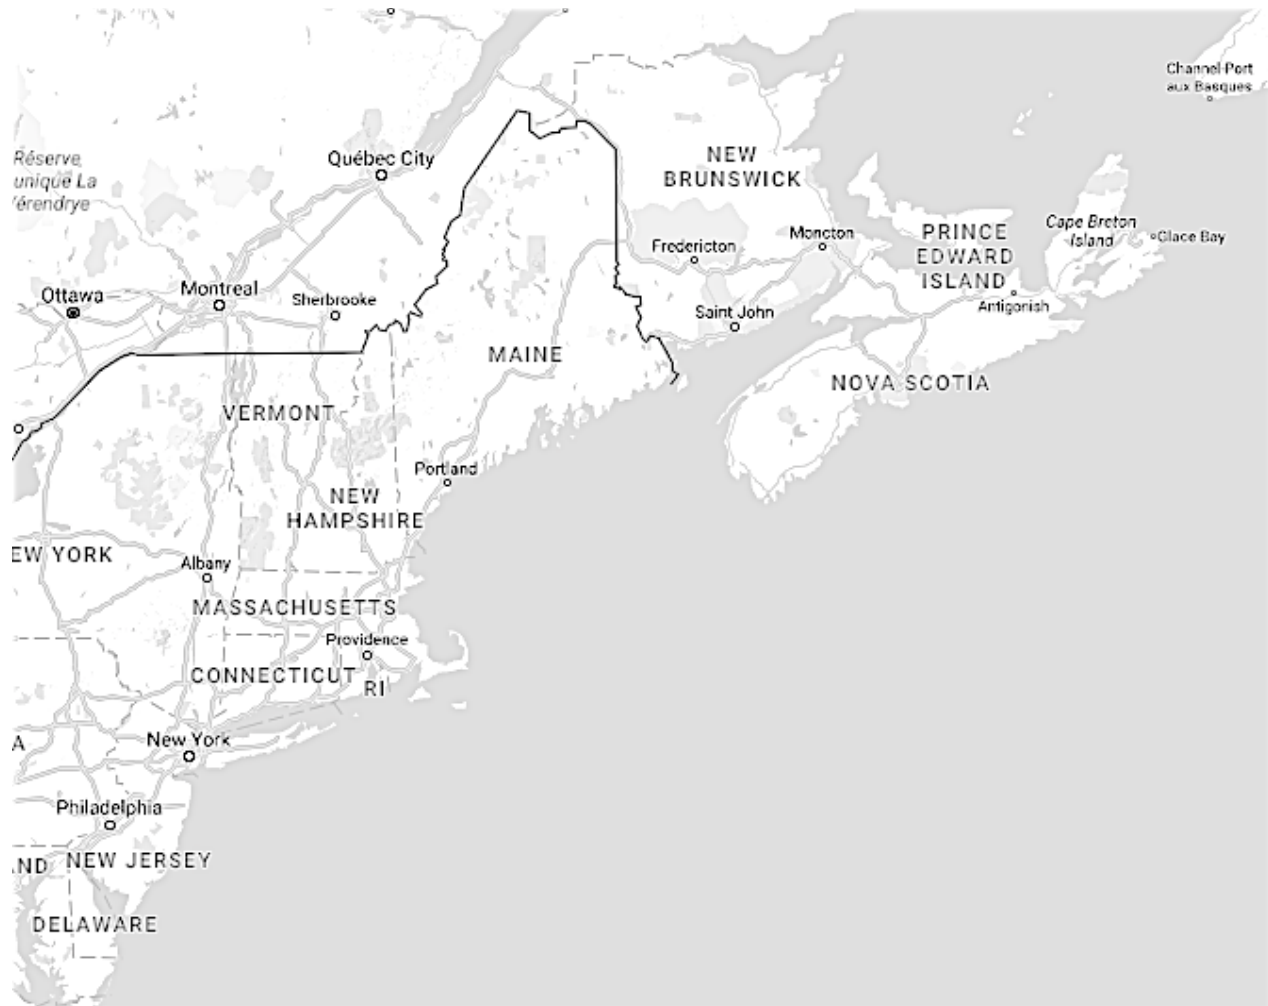 Channel-Port
aux Basques
Réserve
unique La
Vérendrye
Québec City
NEW
BRUNSWICK
Cape Breton
Island
Glace Bay
PRINCE
EDWARD
ISLAND
Fredericton
Moncton
Antigonish
Ottawa
Montreal
Sherbrooke
Saint John
MAINE
NOVA SCOTIA
VERMONT
Portland
NEW
HAMPSHIRE
EW YORK
Albany
MASSACHUSETTS
Providence
CONNECTICUT
RI
A
New York
Philadelphia
AND
NEW JERSEY
DELAWARE